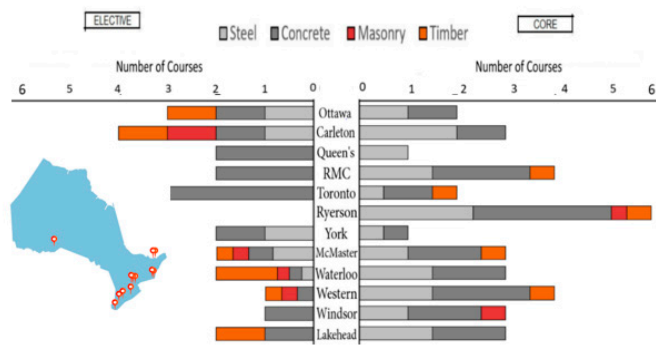 ELECTIVE
CORE
Steel Concrete Masonry Timber
Number of Courses Number of Courses
6 5 4 3 2 1 0 0 1 2 3 4 5 6
Ottawa
Carleton
Queen's
RMC
Toronto
Ryerson
York
McMaster
Waterloo
Western
Windsor
Lakehead